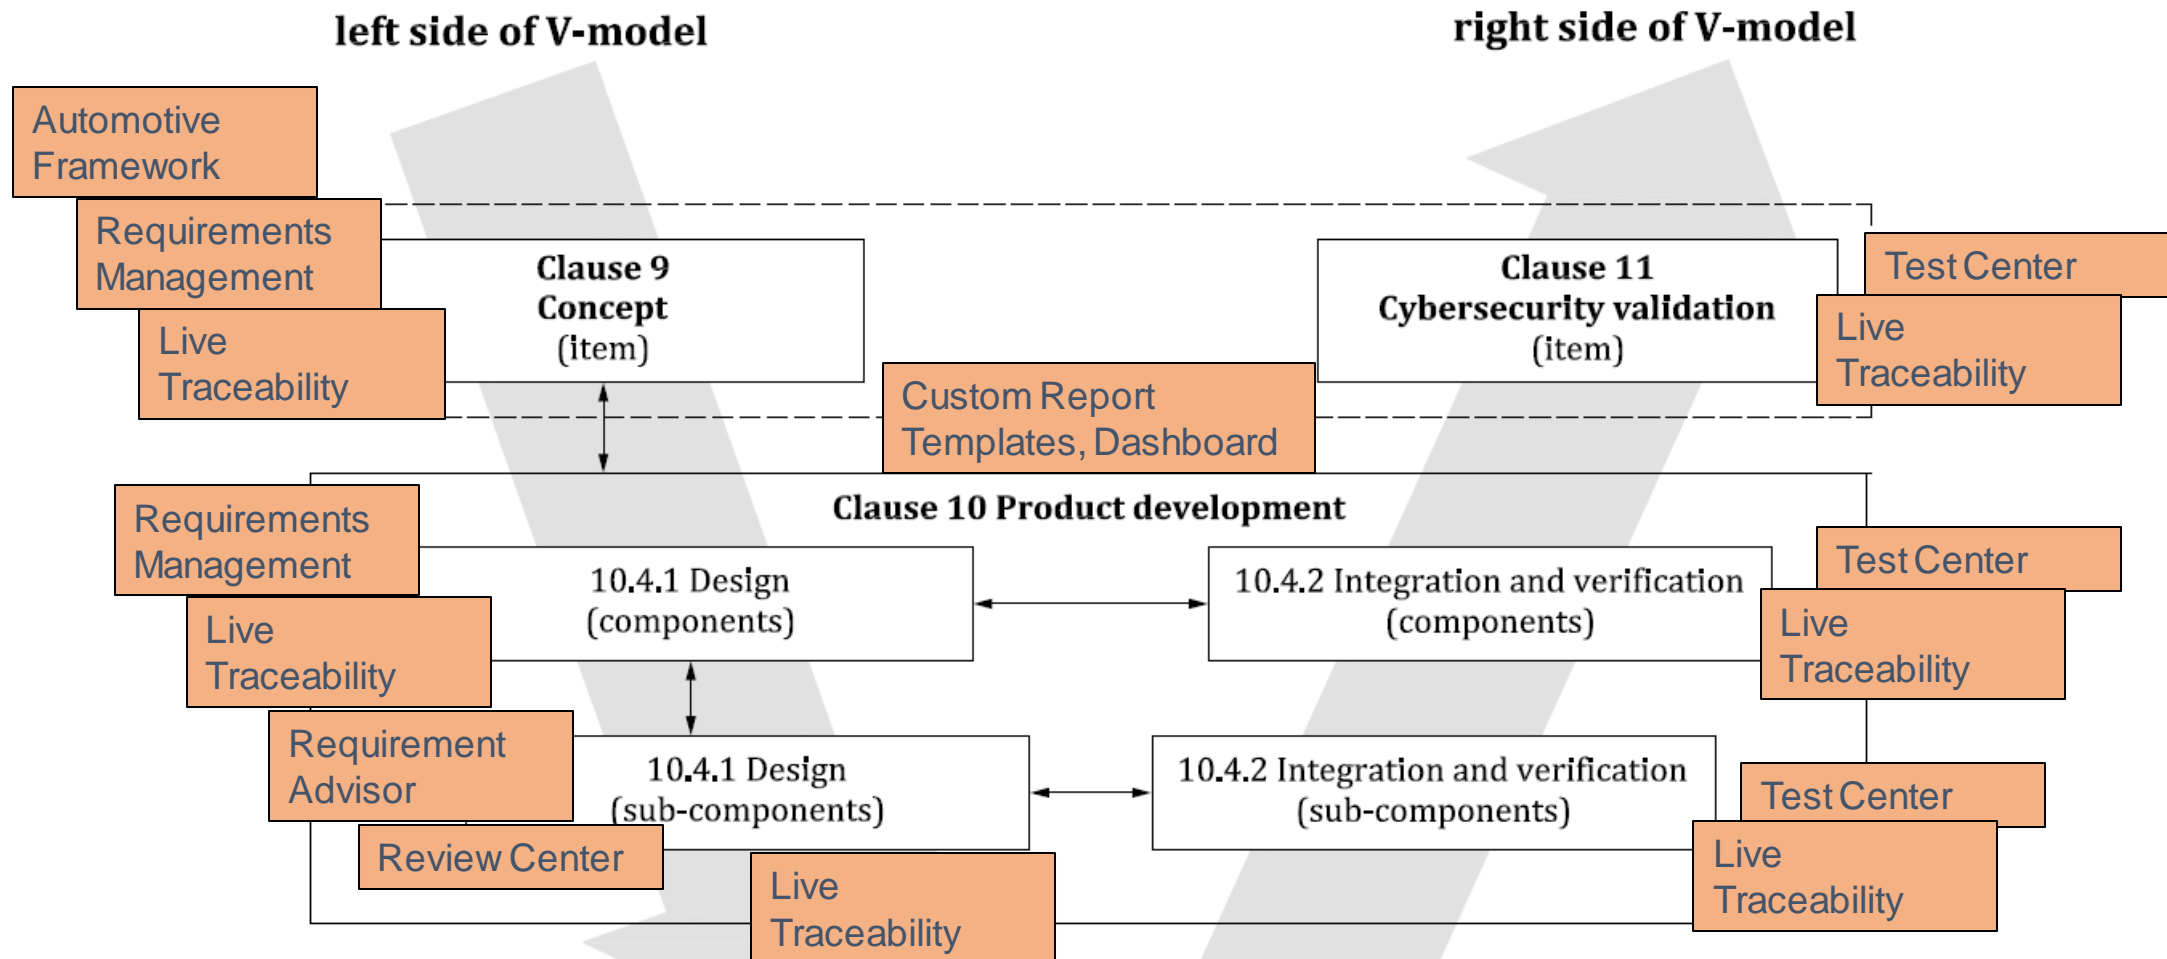 left side of V-model
right side of V-model
Automotive
Framework
Requirements
Management
Live
Traceability
Clause 9
Concept
(item)
Clause 11
Cybersecurity validation
(item)
Test Center
Live
Traceability
Custom Report
Templates, Dashboard
Clause 10 Product development
Requirements
Management
Live
Traceability
10.4.1 Design
(components)
10.4.2 Integration and verification
(components)
Test Center
Live
Traceability
Requirement
Advisor
Review Center
10.4.1 Design
(sub-components)
10.4.2 Integration and verification
(sub-components)
Test Center
Live
Traceability
Live
Traceability